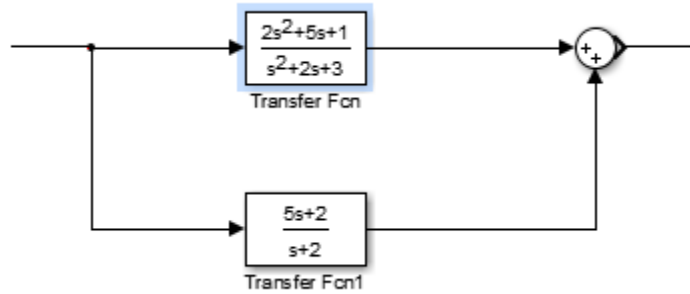 2s²+5s+1
s²+2s+3
Transfer Fcn
+
+
5s+2
s+2
Transfer Fcn1